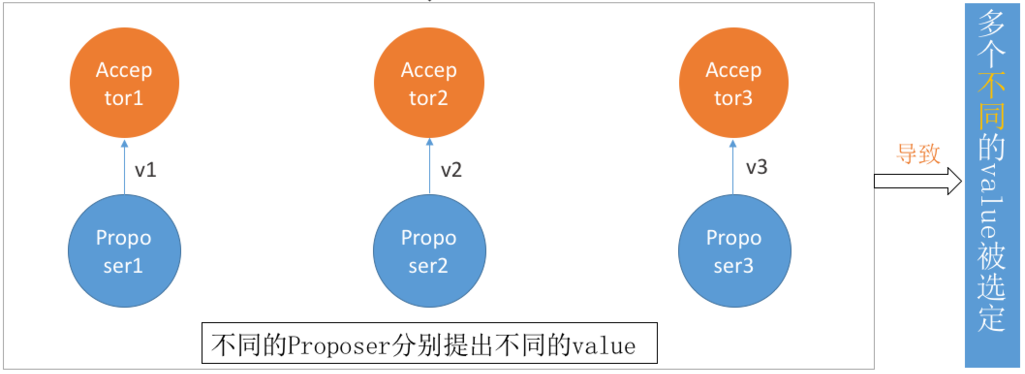 Accep
tor1
Accep
tor2
Accep
tor3
v1
v2
v3
Propo
ser1
Propo
ser2
Propo
ser3
不同的Proposer分别提出不同的value
导致
多个不同的value被选定